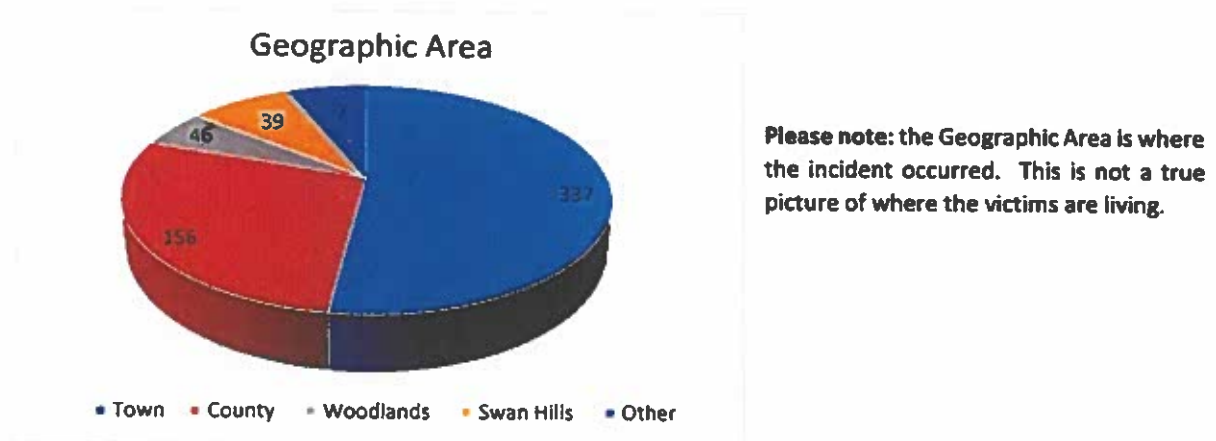 Geographic Area
39
46
337
156
Town County Woodlands Swan Hills Other
Please note: the Geographic Area is where
the incident occurred. This is not a true
picture of where the victims are living.